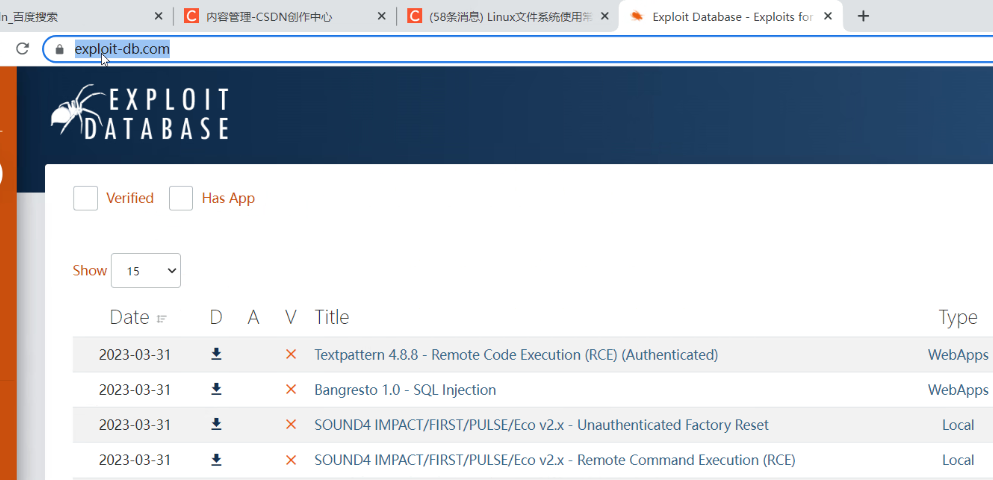 In_百度搜索
内容管理-CSDN创作中心
(58条消息) Linux文件系统使用常
Exploit Database - Exploits for
exploit-db.com
EXPLOIT
DATABASE
Verified Has App
Show 15
Date D A V Title Type
2023-03-31 Textpattern 4.8.8 - Remote Code Execution (RCE) (Authenticated) WebApps
2023-03-31 Bangresto 1.0 - SQL Injection WebApps
2023-03-31 SOUND4 IMPACT/FIRST/PULSE/Eco v2.x - Unauthenticated Factory Reset Local
2023-03-31 SOUND4 IMPACT/FIRST/PULSE/Eco v2.x - Remote Command Execution (RCE) Local